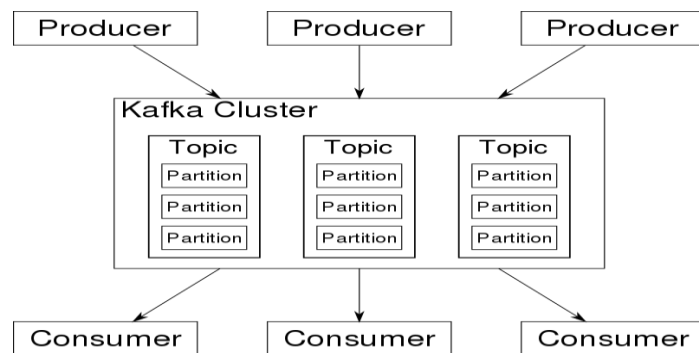 Producer Producer Producer
Kafka Cluster
Topic Topic Topic
Partition Partition Partition
Partition Partition Partition
Partition Partition Partition
Consumer Consumer Consumer